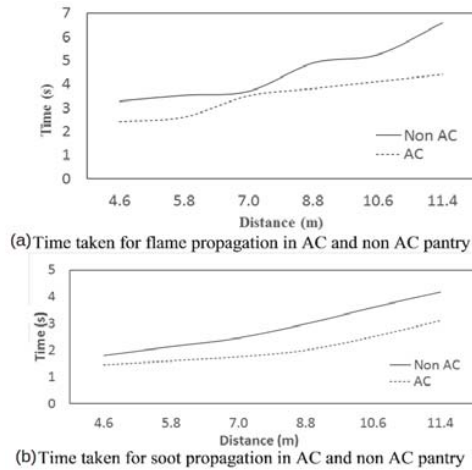 7
6
5
4
3
2
1
0
Time (s)
Non AC
AC
4.6 5.8 7.0 8.8 10.6 11.4
Distance (m)
(a) Time taken for flame propagation in AC and non AC pantry
5
4
3
2
1
0
Time (s)
Non AC
AC
4.6 5.8 7.0 8.8 10.6 11.4
Distance (m)
(b) Time taken for soot propagation in AC and non AC pantry